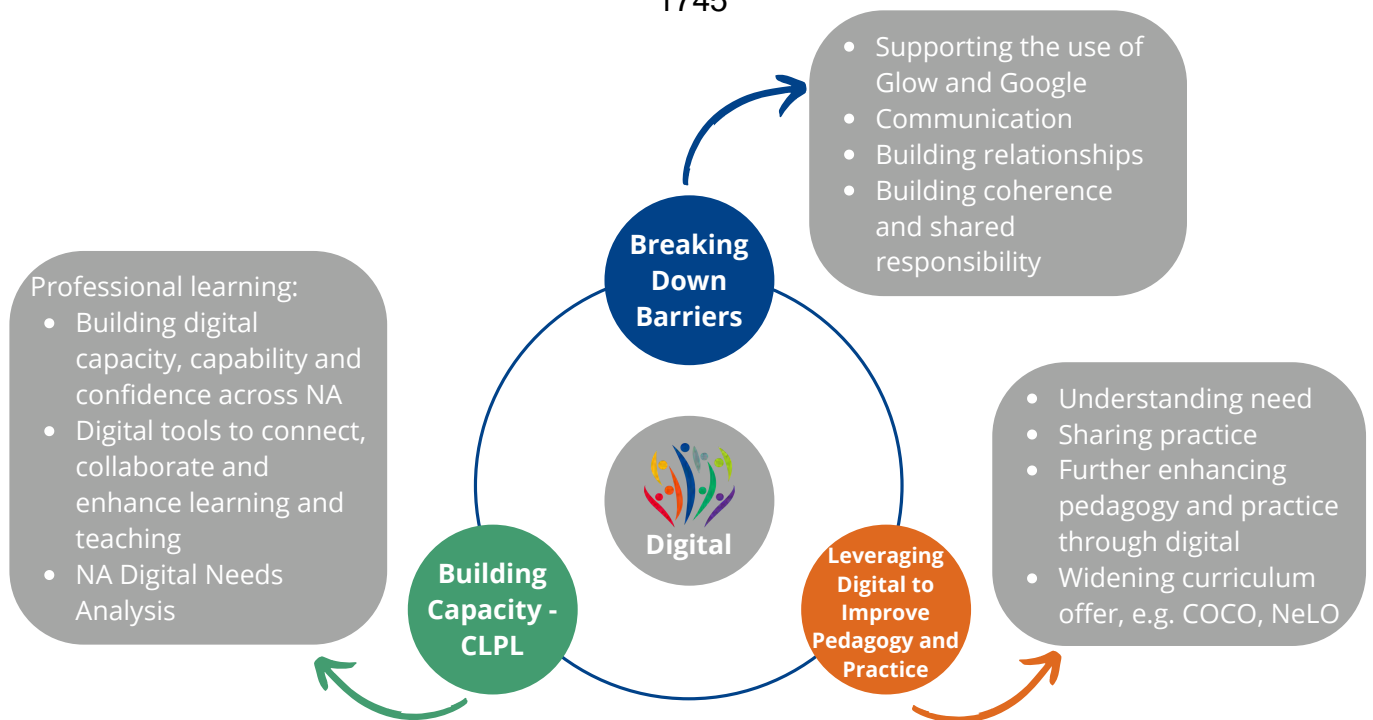 1745
• Supporting the use of
Glow and Google
• Communication
• Building relationships
• Building coherence
and shared
responsibility
Breaking
Down
Barriers
Professional learning:
• Building digital
capacity, capability and
confidence across NA
• Digital tools to connect,
collaborate and
enhance learning and
teaching
• NA Digital Needs
Analysis
Digital
Building
Capacity -
CLPL
Leveraging
Digital to
Improve
Pedagogy and
Practice
• Understanding need
• Sharing practice
• Further enhancing
pedagogy and practice
through digital
• Widening curriculum
offer, e.g. COCO, NeLO